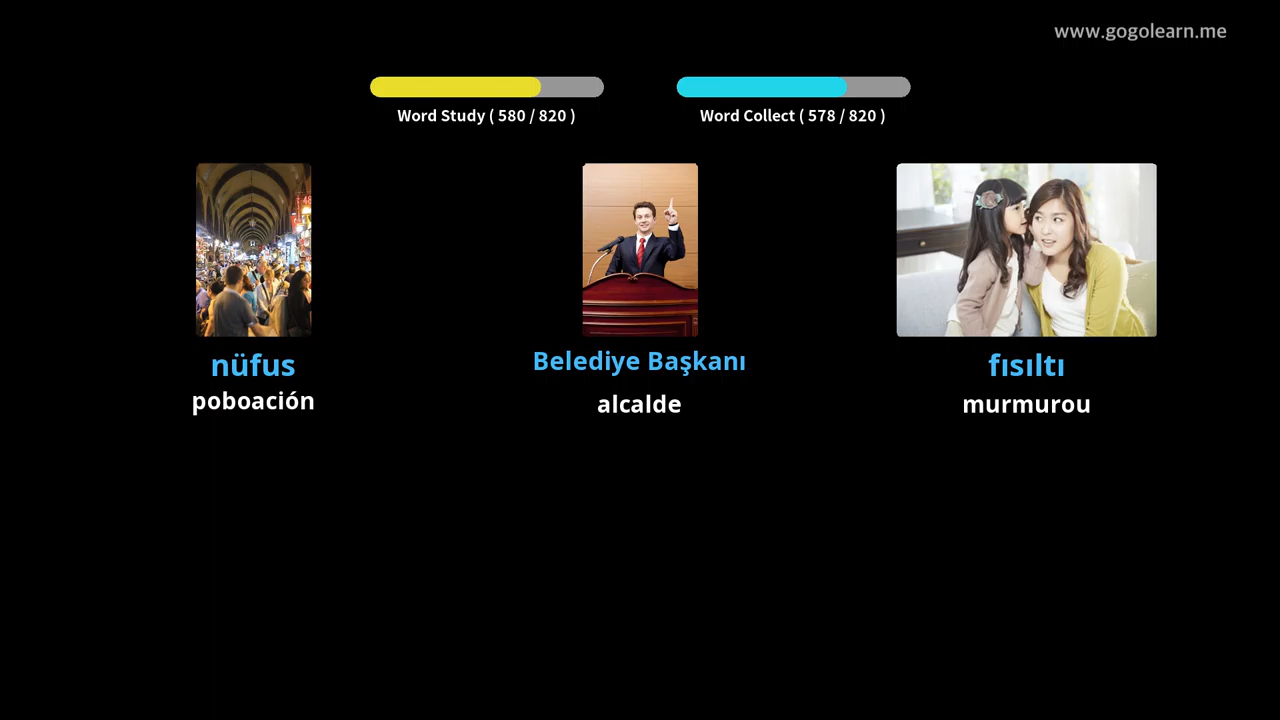 www.gogolearn.me
Word Study ( 580 / 820 )
Word Collect ( 578 / 820 )
nüfus
poboación
Belediye Başkanı
alcalde
fısıltı
murmurou